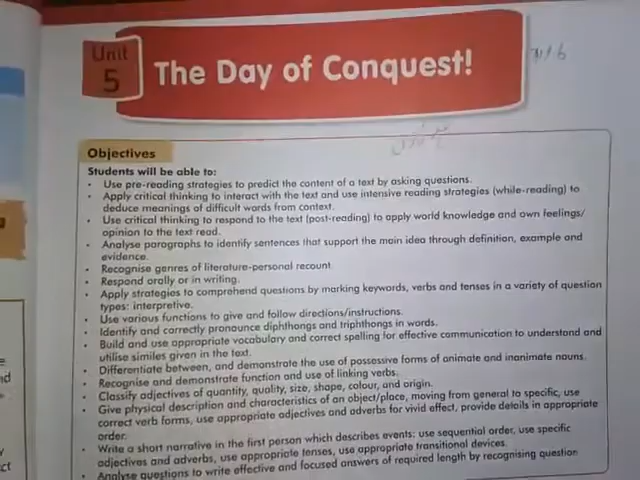 Unit
5
The Day of Conquest!
Objectives
Students will be able to:
• Use pre-reading strategies to predict the content of a text by asking questions.
• Apply critical thinking to interact with the text and use intensive reading strategies (while-reading) to
deduce meanings of difficult words from context.
• Use critical thinking to respond to the text (post-reading) to apply world knowledge and own feelings/
opinion to the text read.
• Analyse paragraphs to identify sentences that support the main idea through definition, example and
evidence.
• Recognise genres of literature-personal recount
• Respond orally or in writing.
• Apply strategies to comprehend questions by marking keywords, verbs and tenses in a variety of question
types: interpretive.
• Use various functions to give and follow directions/instructions.
• Identify and correctly pronounce diphthongs and triphthongs in words.
• Build and use appropriate vocabulary and correct spelling for effective communication to understand and
utilise similes given in the text.
• Differentiate between, and demonstrate the use of possessive forms of animate and inanimate nouns.
• Recognise and demonstrate function and use of linking verbs.
• Classify adjectives of quantity, quality, size, shape, colour, and origin.
• Give physical description and characteristics of an object/place, moving from general to specific, use
correct verb forms, use appropriate adjectives and adverbs for vivid effect, provide details in appropriate
order.
• Write a short narrative in the first person which describes events: use sequential order, use specific
adjectives and adverbs, use appropriate tenses, use appropriate transitional devices.
• Analyse questions to write effective and focused answers of required length by recognising question